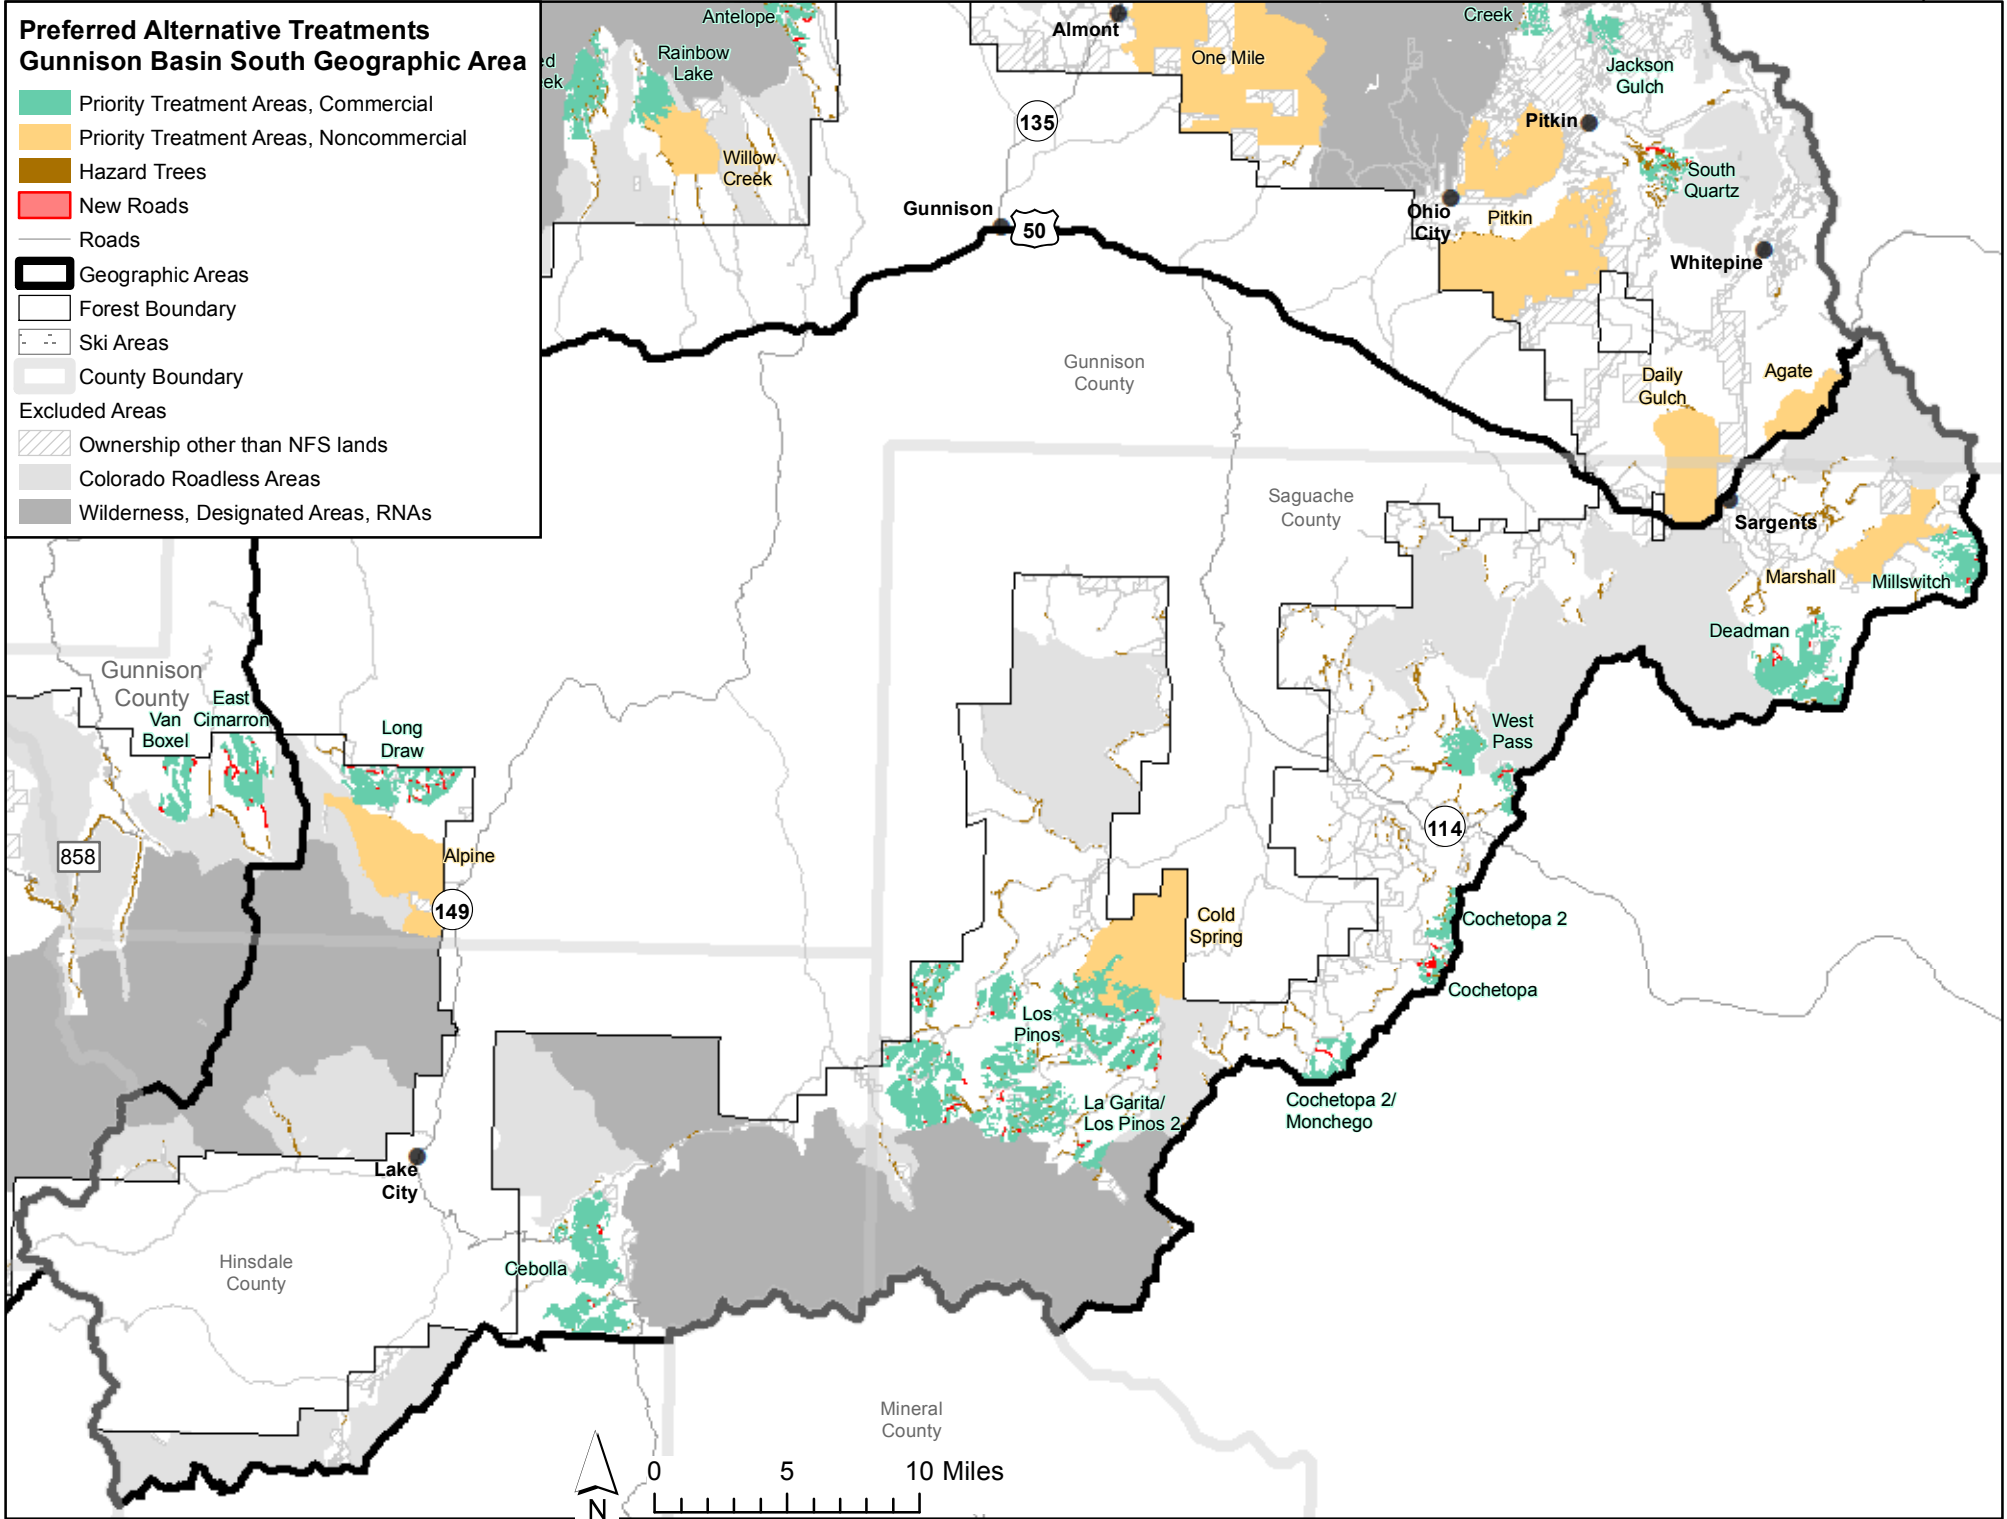 Preferred Alternative Treatments
Gunnison Basin South Geographic Area
Priority Treatment Areas, Commercial
Priority Treatment Areas, Noncommercial
Hazard Trees
New Roads
Roads
Geographic Areas
Forest Boundary
Ski Areas
County Boundary
Excluded Areas
Ownership other than NFS lands
Colorado Roadless Areas
Wilderness, Designated Areas, RNAs
Antelope
ed
ek
Rainbow
Lake
Willow
Creek
Almont
One Mile
135
Creek
Jackson
Gulch
Pitkin
South
Quartz
Gunnison
50
Ohio
City
Pitkin
Whitepine
Gunnison
County
Daily
Gulch
Agate
Saguache
County
Sargents
Marshall
Millswitch
Deadman
Gunnison
County
East
Cimarron
Van
Boxel
Long
Draw
West
Pass
114
858
Alpine
149
Cold
Spring
Cochetopa 2
Cochetopa
Los
Pinos
La Garita/
Los Pinos 2
Cochetopa 2/
Monchego
Lake
City
Hinsdale
County
Cebolla
Mineral
County
N
0 5 10 Miles